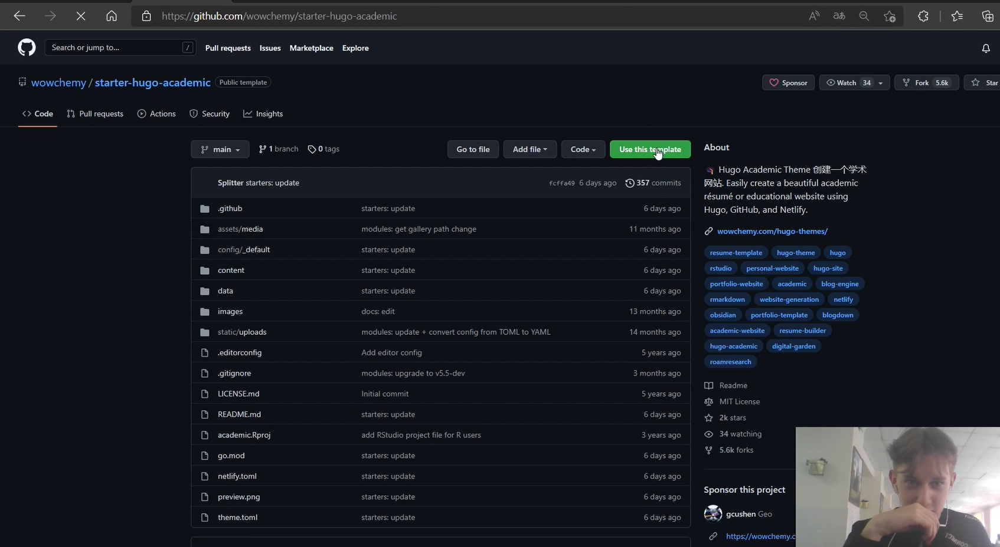 https://github.com/wowchemy/starter-hugo-academic
Search or jump to... /
Pull requests Issues Marketplace Explore
wowchemy / starter-hugo-academic Public template
Sponsor Watch 34 Fork 5.6k Star
Code Pull requests Actions Security Insights
main 1 branch 0 tags Go to file Add file Code Use this template
Splitter starters: update fcffa49 6 days ago 357 commits
.github starters: update 6 days ago
assets/media modules: get gallery path change 11 months ago
config/_default starters: update 6 days ago
content starters: update 6 days ago
data starters: update 6 days ago
images docs: edit 13 months ago
static/uploads modules: update + convert config from TOML to YAML 14 months ago
.editorconfig Add editor config 5 years ago
.gitignore modules: upgrade to v5.5-dev 3 months ago
LICENSE.md Initial commit 5 years ago
README.md starters: update 6 days ago
academic.Rproj add RStudio project file for R users 3 years ago
go.mod starters: update 6 days ago
netlify.toml starters: update 6 days ago
preview.png starters: update 6 days ago
theme.toml starters: update 6 days ago
About
Hugo Academic Theme 创建一个学术
网站. Easily create a beautiful academic
résumé or educational website using
Hugo, GitHub, and Netlify.
wowchemy.com/hugo-themes/
resume-template hugo-theme hugo
rstudio personal-website hugo-site
portfolio-website academic blog-engine
rmarkdown website-generation netlify
obsidian portfolio-template blogdown
academic-website resume-builder
hugo-academic digital-garden
roamresearch
Readme
MIT License
2k stars
34 watching
5.6k forks
Sponsor this project
gcushen Geo
https://wowchemy.c